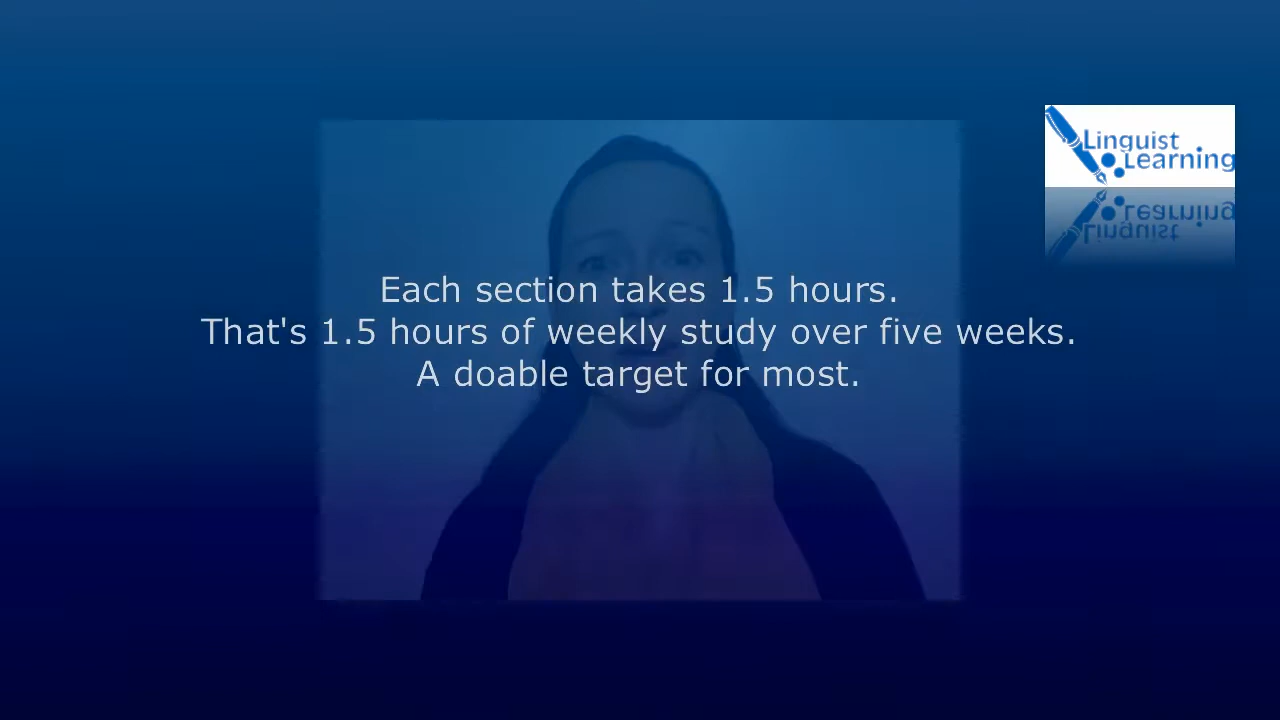 Linguist
Learning
Each section takes 1.5 hours.
That's 1.5 hours of weekly study over five weeks.
A doable target for most.